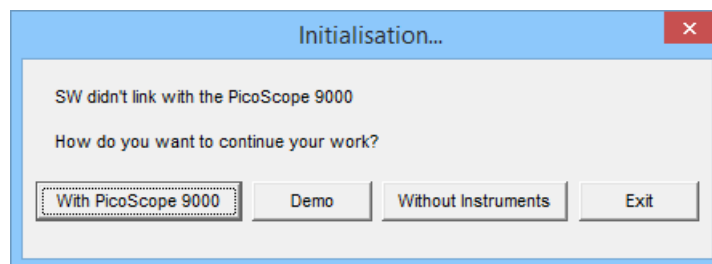 Initialisation...
SW didn't link with the PicoScope 9000
How do you want to continue your work?
With PicoScope 9000 Demo Without Instruments Exit